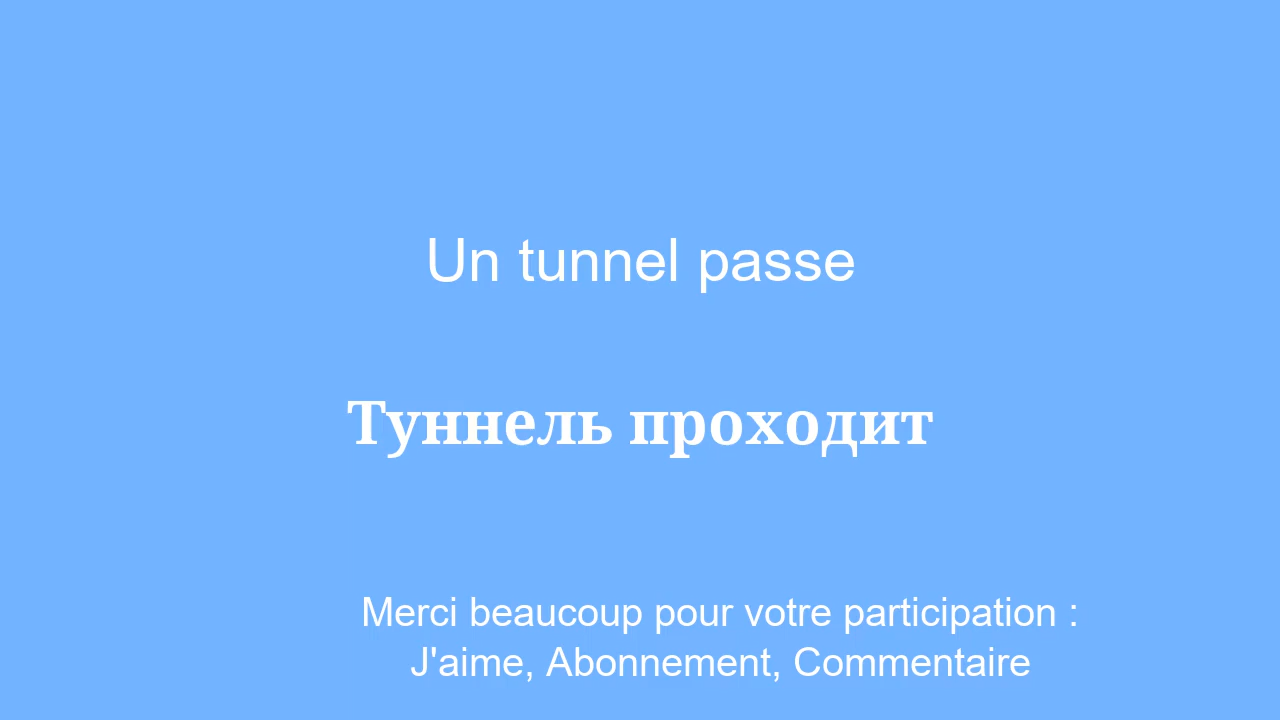 Un tunnel passe
Туннель проходит
Merci beaucoup pour votre participation :
J'aime, Abonnement, Commentaire